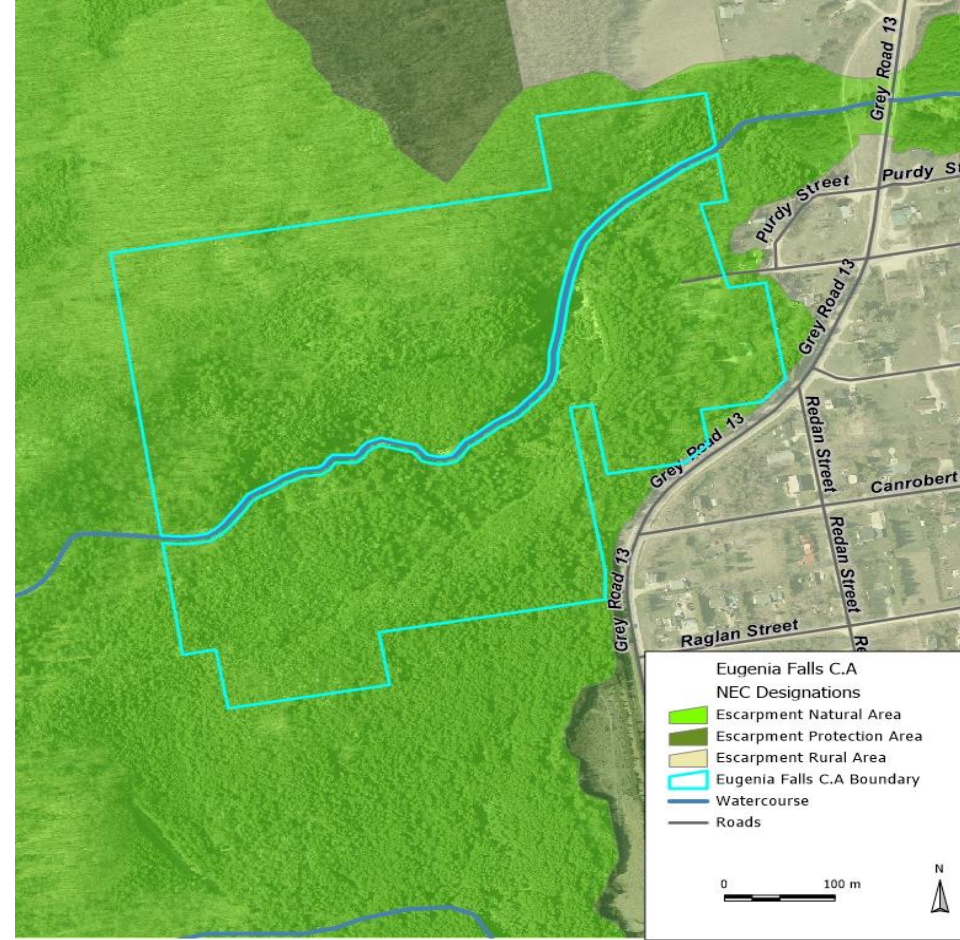 Grey Road 13
Purdy Street
Purdy St
Grey Road 13
Grey Road 13
Redan Street
Canrobert
Redan Street
Grey Road 13
Raglan Street
Re
Eugenia Falls C.A
NEC Designations
Escarpment Natural Area
Escarpment Protection Area
Escarpment Rural Area
Eugenia Falls C.A Boundary
Watercourse
Roads
0 100 m
N